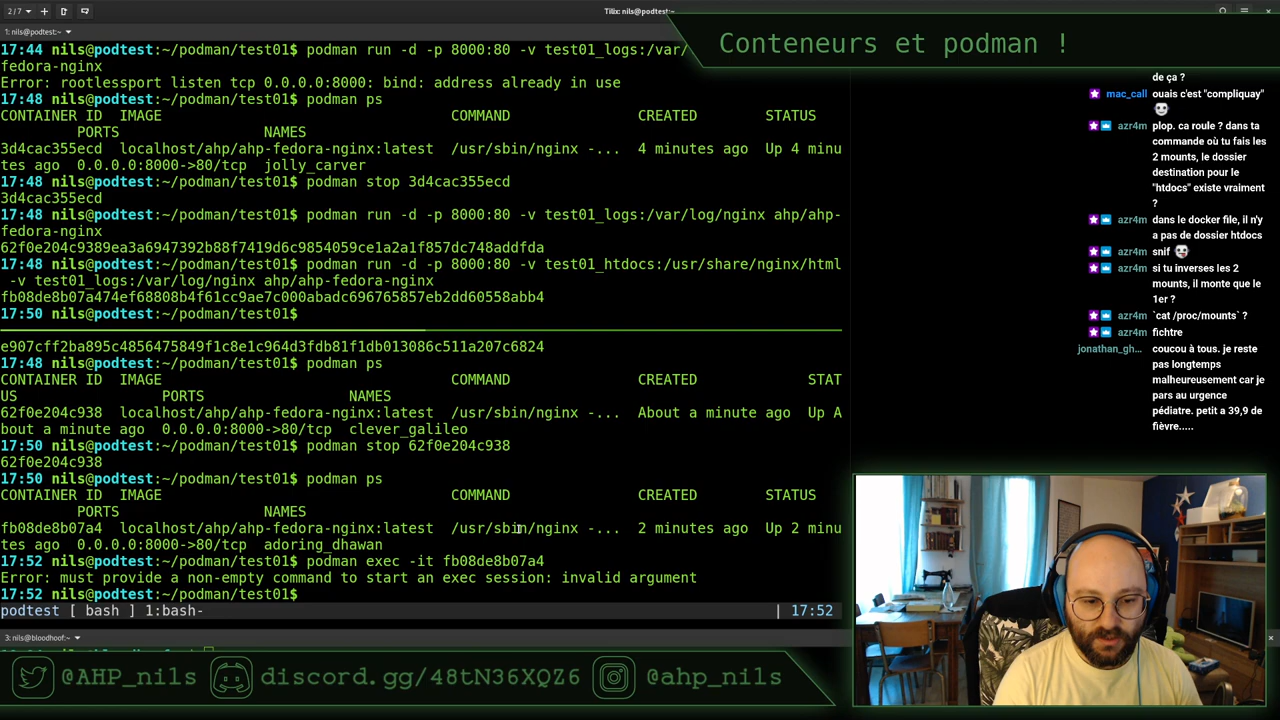 2 / 7
Tilix: nils@podtest:~
1: nils@podtest:~
17:44 nils@podtest:~/podman/test01$ podman run -d -p 8000:80 -v test01_logs:/var/
fedora-nginx
Error: rootlessport listen tcp 0.0.0.0:8000: bind: address already in use
17:48 nils@podtest:~/podman/test01$ podman ps
CONTAINER ID  IMAGE                                  COMMAND               CREATED        STATUS
         PORTS                 NAMES
3d4cac355ecd  localhost/ahp/ahp-fedora-nginx:latest  /usr/sbin/nginx -...  4 minutes ago  Up 4 minu
tes ago  0.0.0.0:8000->80/tcp  jolly_carver
17:48 nils@podtest:~/podman/test01$ podman stop 3d4cac355ecd
3d4cac355ecd
17:48 nils@podtest:~/podman/test01$ podman run -d -p 8000:80 -v test01_logs:/var/log/nginx ahp/ahp-
fedora-nginx
62f0e204c9389ea3a6947392b88f7419d6c9854059ce1a2a1f857dc748addfda
17:48 nils@podtest:~/podman/test01$ podman run -d -p 8000:80 -v test01_htdocs:/usr/share/nginx/html
 -v test01_logs:/var/log/nginx ahp/ahp-fedora-nginx
fb08de8b07a474ef68808b4f61cc9ae7c000abadc696765857eb2dd60558abb4
17:50 nils@podtest:~/podman/test01$
e907cff2ba895c4856475849f1c8e1c964d3fdb81f1db013086c511a207c6824
17:48 nils@podtest:~/podman/test01$ podman ps
CONTAINER ID  IMAGE                                  COMMAND               CREATED             STAT
US                 PORTS                 NAMES
62f0e204c938  localhost/ahp/ahp-fedora-nginx:latest  /usr/sbin/nginx -...  About a minute ago  Up A
bout a minute ago  0.0.0.0:8000->80/tcp  clever_galileo
17:50 nils@podtest:~/podman/test01$ podman stop 62f0e204c938
62f0e204c938
17:50 nils@podtest:~/podman/test01$ podman ps
CONTAINER ID  IMAGE                                  COMMAND               CREATED        STATUS
         PORTS                 NAMES
fb08de8b07a4  localhost/ahp/ahp-fedora-nginx:latest  /usr/sbin/nginx -...  2 minutes ago  Up 2 minu
tes ago  0.0.0.0:8000->80/tcp  adoring_dhawan
17:52 nils@podtest:~/podman/test01$ podman exec -it fb08de8b07a4
Error: must provide a non-empty command to start an exec session: invalid argument
17:52 nils@podtest:~/podman/test01$
podtest [ bash ] 1:bash- | 17:52
3: nils@bloodhoof:~
Conteneurs et podman !
de ça ?
mac_call ouais c'est "compliquay"
azr4m plop. ca roule ? dans ta
commande où tu fais les
2 mounts, le dossier
destination pour le
"htdocs" existe vraiment
?
azr4m dans le docker file, il n'y
a pas de dossier htdocs
azr4m snif
azr4m si tu inverses les 2
mounts, il monte que le
1er ?
azr4m `cat /proc/mounts` ?
azr4m fichtre
jonathan_gh... coucou à tous. je reste
pas longtemps
malheureusement car je
pars au urgence
pédiatre. petit a 39,9 de
fièvre.....
@AHP_nils discord.gg/48tN36XQZ6 @ahp_nils